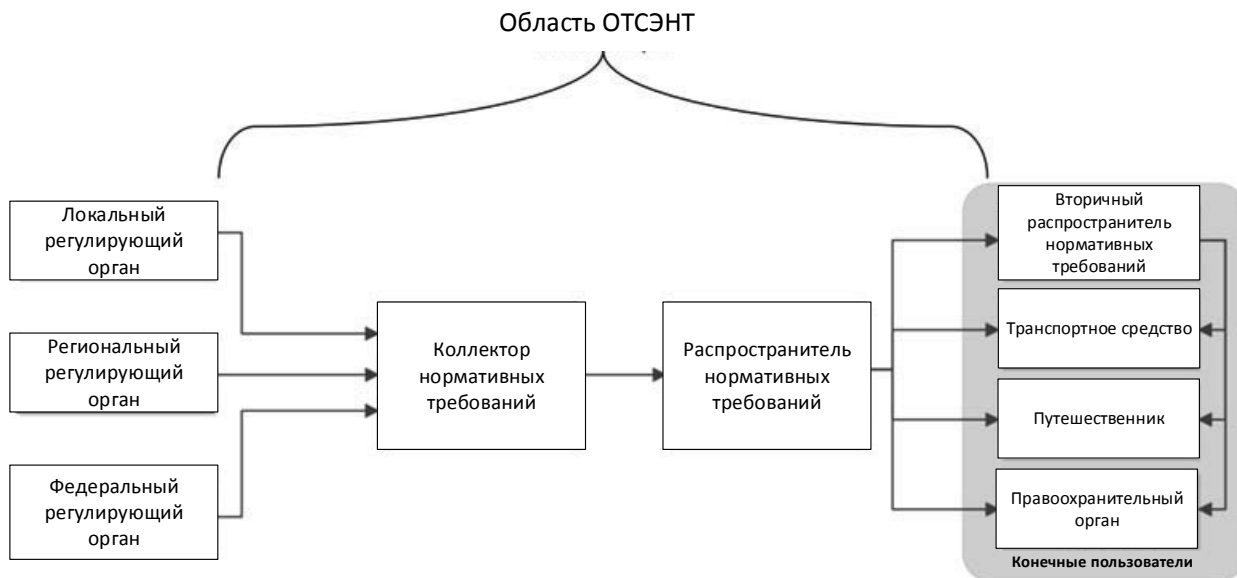 Область ОТСЭНТ
Локальный
регулирующий
орган
Региональный
регулирующий
орган
Федеральный
регулирующий
орган
Коллектор
нормативных
требований
Распространитель
нормативных
требований
Вторичный
распространитель
нормативных
требований
Транспортное средство
Путешественник
Правоохранительный
орган
Конечные пользователи